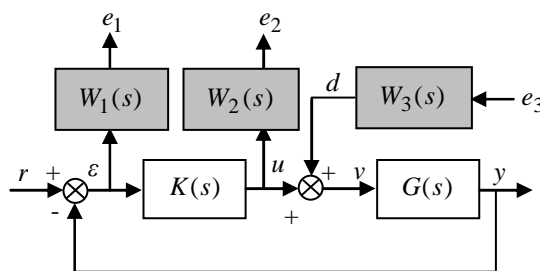 e₁ e₂
W₁(s) W₂(s) d W₃(s) e₃
r + ε K(s) u + v G(s) y
- +